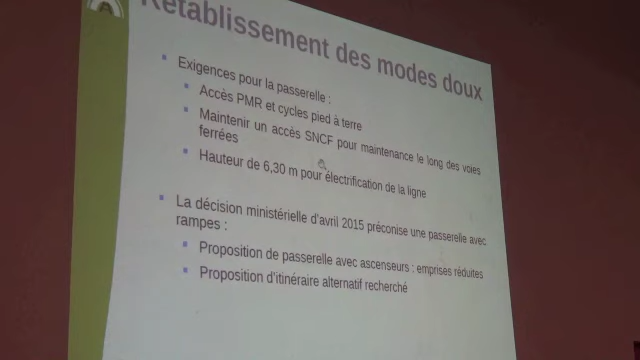 Rétablissement des modes doux
Exigences pour la passerelle :
Accès PMR et cycles pied à terre
Maintenir un accès SNCF pour maintenance le long des voies
ferrées
Hauteur de 6,30 m pour électrification de la ligne
La décision ministérielle d'avril 2015 préconise une passerelle avec
rampes :
Proposition de passerelle avec ascenseurs : emprises réduites
Proposition d'itinéraire alternatif recherché